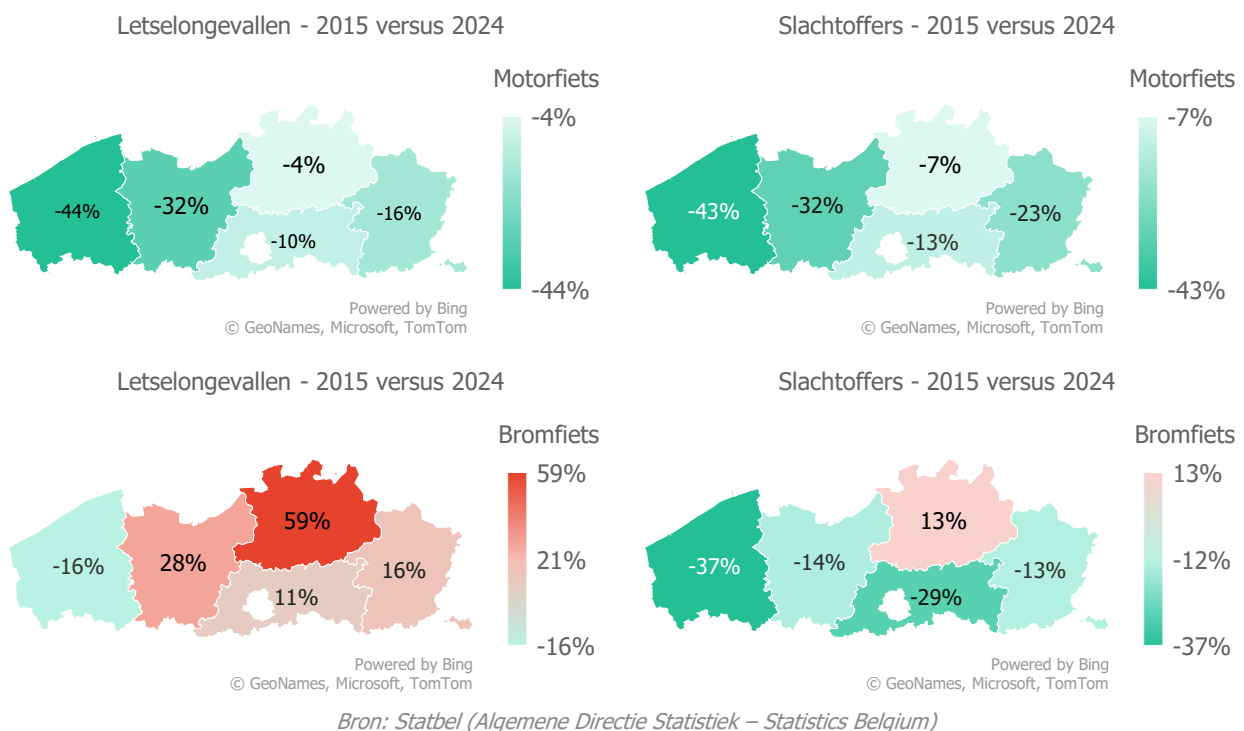 Letselongevallen - 2015 versus 2024
Motorfiets
-4%
-44%
-44%
-32%
-4%
-10%
-16%
Powered by Bing
© GeoNames, Microsoft, TomTom
Slachtoffers - 2015 versus 2024
Motorfiets
-7%
-43%
-43%
-32%
-7%
-13%
-23%
Powered by Bing
© GeoNames, Microsoft, TomTom
Letselongevallen - 2015 versus 2024
Bromfiets
59%
21%
-16%
-16%
28%
59%
11%
16%
Powered by Bing
© GeoNames, Microsoft, TomTom
Slachtoffers - 2015 versus 2024
Bromfiets
13%
-12%
-37%
-37%
-14%
13%
-29%
-13%
Powered by Bing
© GeoNames, Microsoft, TomTom
Bron: Statbel (Algemene Directie Statistiek – Statistics Belgium)